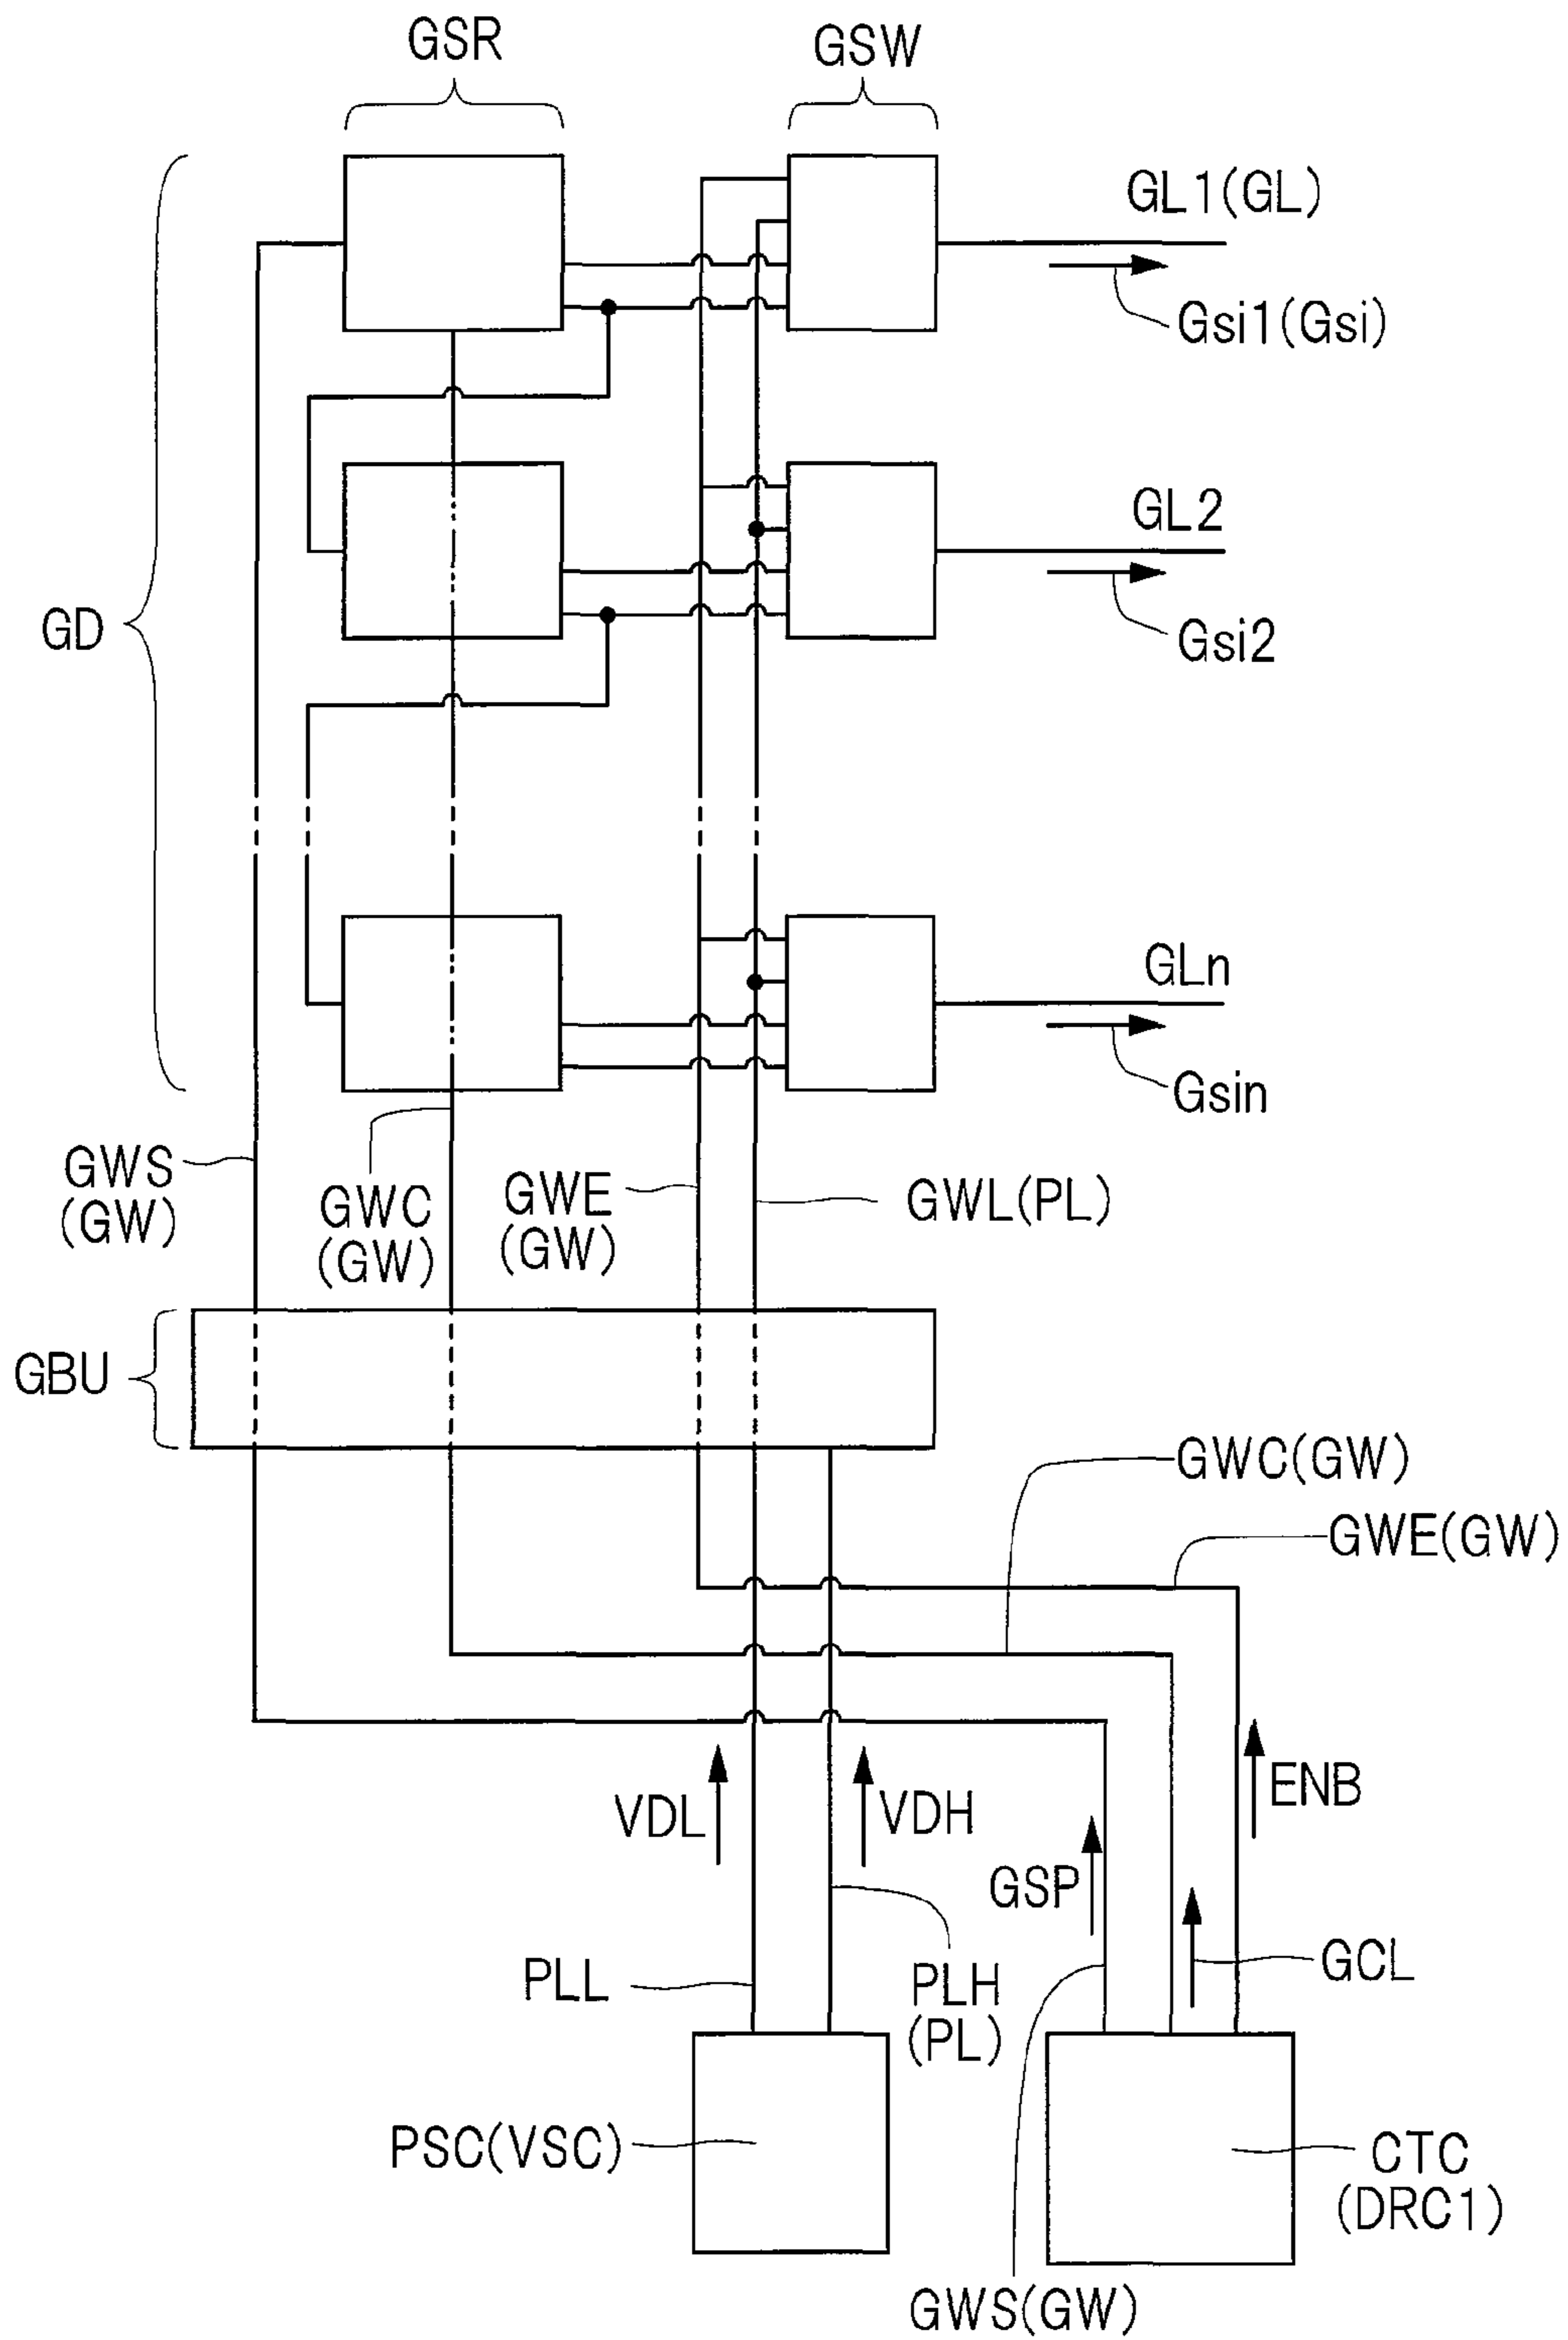 GSR
GSW
GL1(GL)
Gsi1(Gsi)
GL2
Gsi2
GD
GLn
Gsin
GWS
(GW)
GWC
(GW)
GWE
(GW)
GWL(PL)
GBU
GWC(GW)
GWE(GW)
VDL
VDH
ENB
GSP
GCL
PLL
PLH
(PL)
PSC(VSC)
CTC
(DRC1)
GWS(GW)